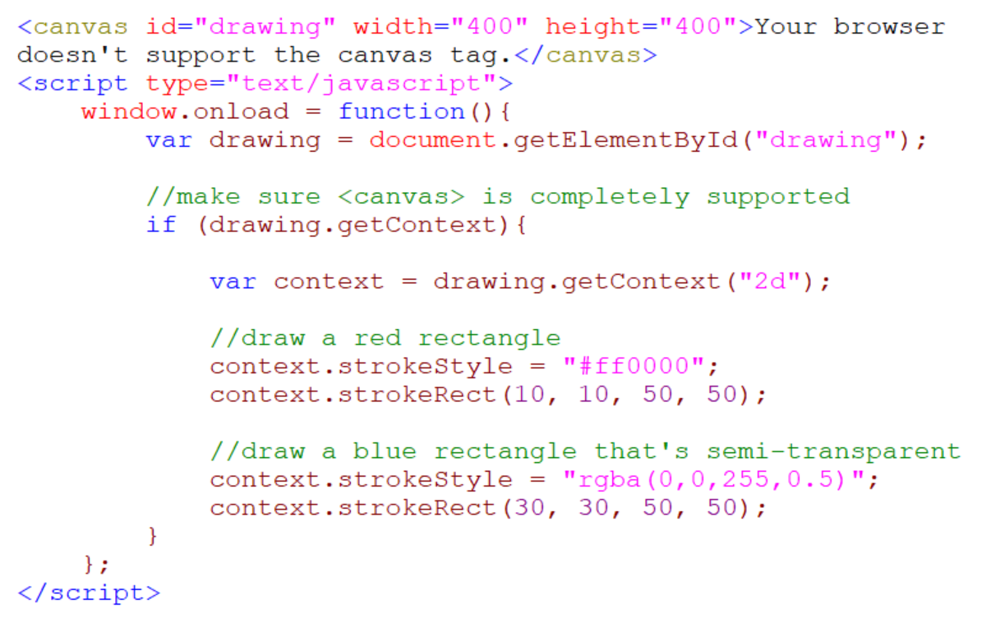 <canvas id="drawing" width="400" height="400">Your browser
doesn't support the canvas tag.</canvas>
<script type="text/javascript">
    window.onload = function(){
        var drawing = document.getElementById("drawing");

        //make sure <canvas> is completely supported
        if (drawing.getContext){

            var context = drawing.getContext("2d");

            //draw a red rectangle
            context.strokeStyle = "#ff0000";
            context.strokeRect(10, 10, 50, 50);

            //draw a blue rectangle that's semi-transparent
            context.strokeStyle = "rgba(0,0,255,0.5)";
            context.strokeRect(30, 30, 50, 50);
        }
    };
</script>